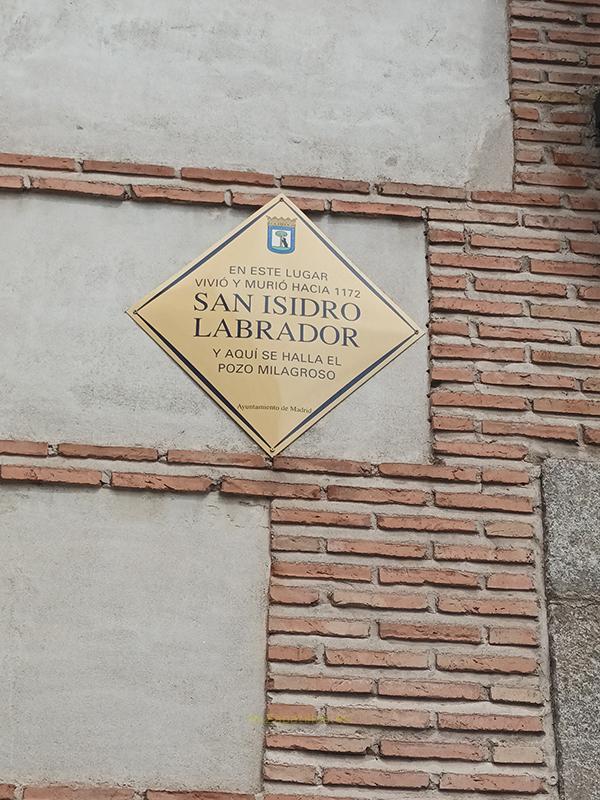 EN ESTE LUGAR
VIVIÓ Y MURIÓ HACIA 1172
SAN ISIDRO
LABRADOR
Y AQUÍ SE HALLA EL
POZO MILAGROSO
Ayuntamiento de Madrid